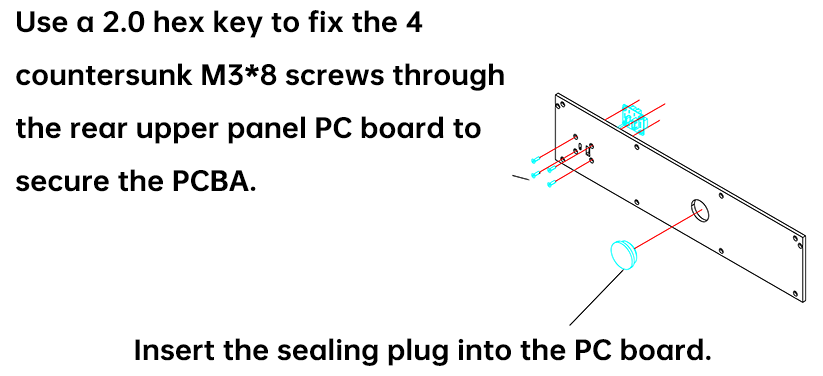 Use a 2.0 hex key to fix the 4
countersunk M3*8 screws through
the rear upper panel PC board to
secure the PCBA.
Insert the sealing plug into the PC board.